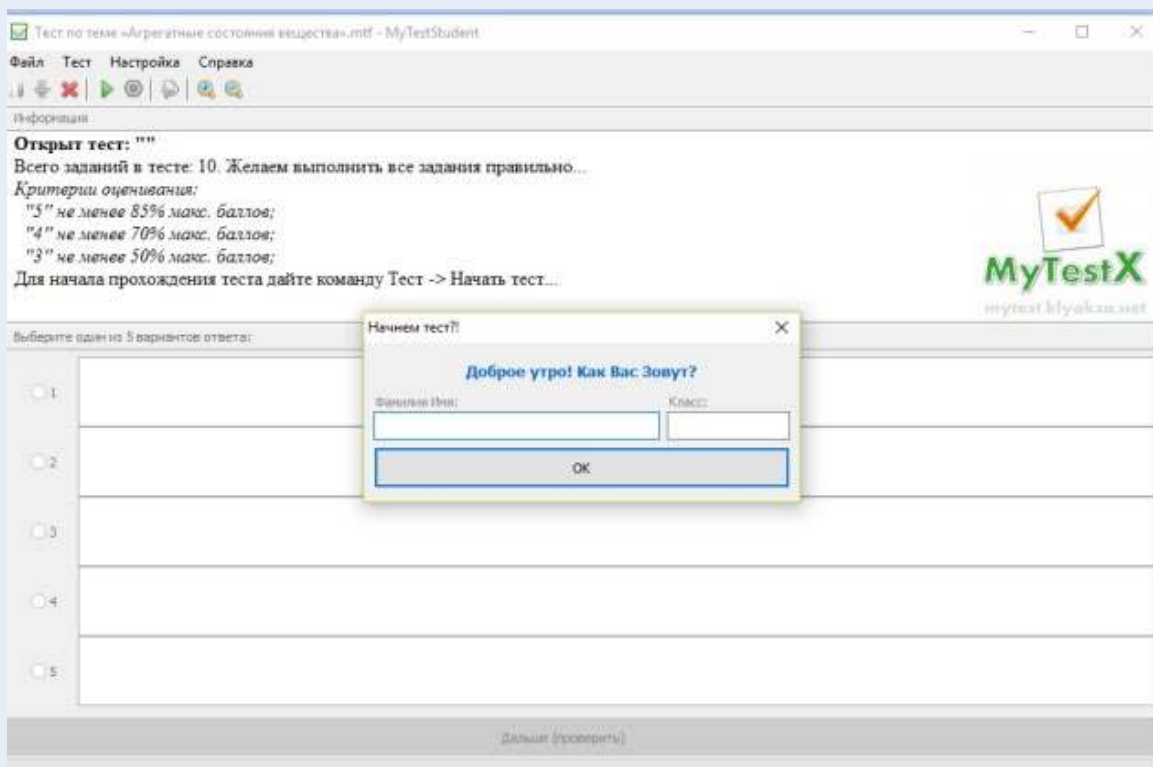 Тест по теме «Агрегатные состояния вещества».mtf - MyTestStudent
Файл Тест Настройка Справка
Информация
Открыт тест: ""
Всего заданий в тесте: 10. Желаем выполнить все задания правильно...
Критерии оценивания:
"5" не менее 85% макс. баллов;
"4" не менее 70% макс. баллов;
"3" не менее 50% макс. баллов;
Для начала прохождения теста дайте команду Тест -> Начать тест...
MyTestX
mytest.klyaksa.net
Выберите один из 5 вариантов ответа:
Начнем тест?!
Доброе утро! Как Вас Зовут?
Фамилия Имя: Класс:
OK
1
2
3
4
5
Дальше (проверить)